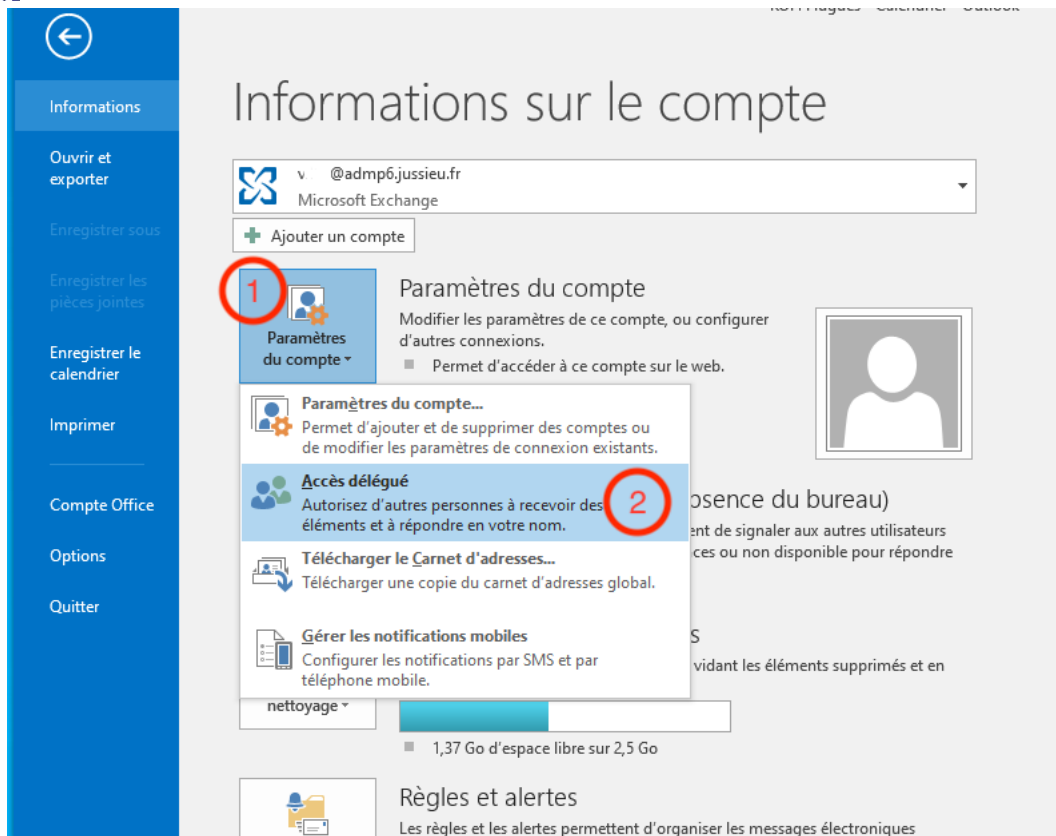 Informations
Ouvrir et
exporter
Enregistrer sous
Enregistrer les
pièces jointes
Enregistrer le
calendrier
Imprimer
Compte Office
Options
Quitter
Calendrier Outlook
Informations sur le compte
v @admp6.jussieu.fr
Microsoft Exchange
Ajouter un compte
1
Paramètres
du compte
Paramètres du compte
Modifier les paramètres de ce compte, ou configurer
d'autres connexions.
Permet d'accéder à ce compte sur le web.
Paramètres du compte...
Permet d'ajouter et de supprimer des comptes ou
de modifier les paramètres de connexion existants.
Accès délégué
Autorisez d'autres personnes à recevoir des
éléments et à répondre en votre nom.
2
Télécharger le Carnet d'adresses...
Télécharger une copie du carnet d'adresses global.
Gérer les notifications mobiles
Configurer les notifications par SMS et par
téléphone mobile.
bsence du bureau)
ent de signaler aux autres utilisateurs
ces ou non disponible pour répondre
s
vidant les éléments supprimés et en
nettoyage
1,37 Go d'espace libre sur 2,5 Go
Règles et alertes
Les règles et les alertes permettent d'organiser les messages électroniques